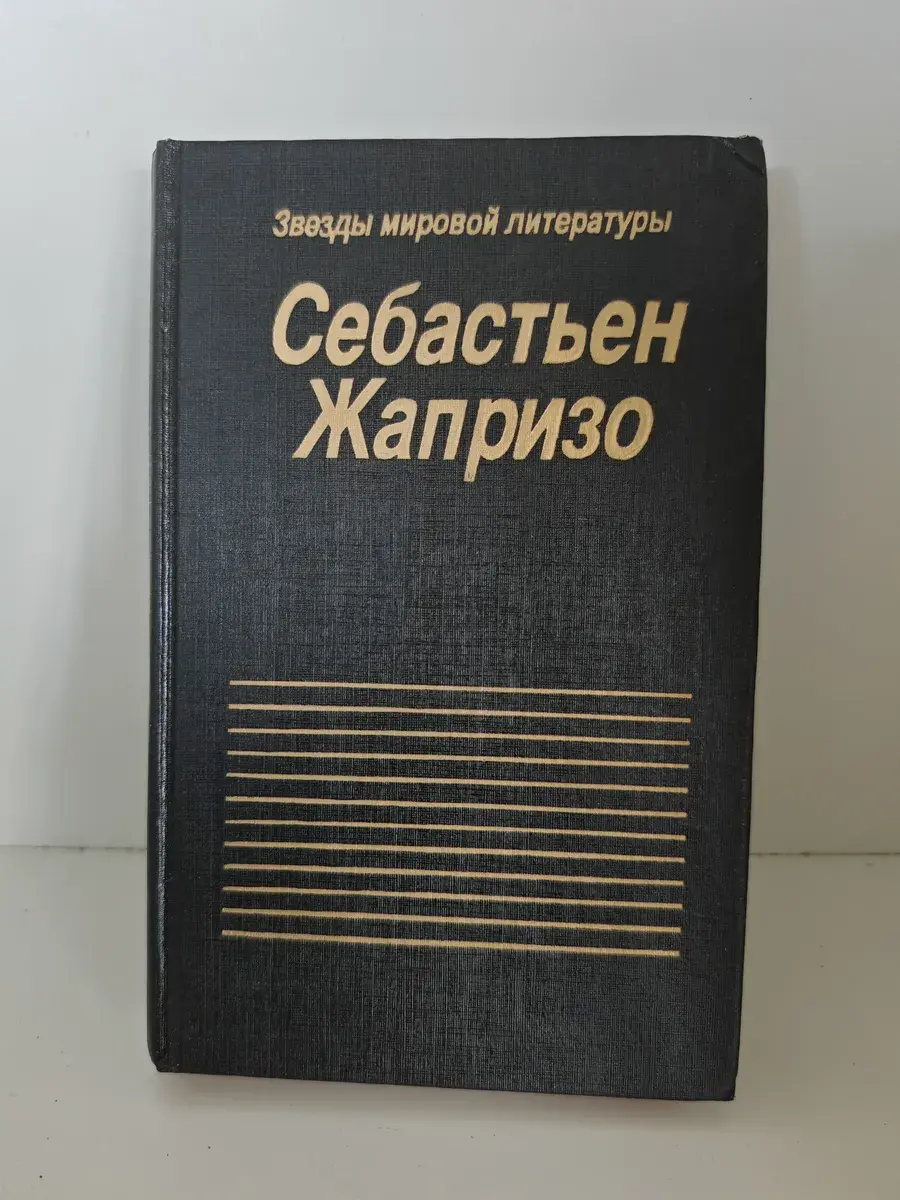 Звезды мировой литературы
Себастьен
Жапризо